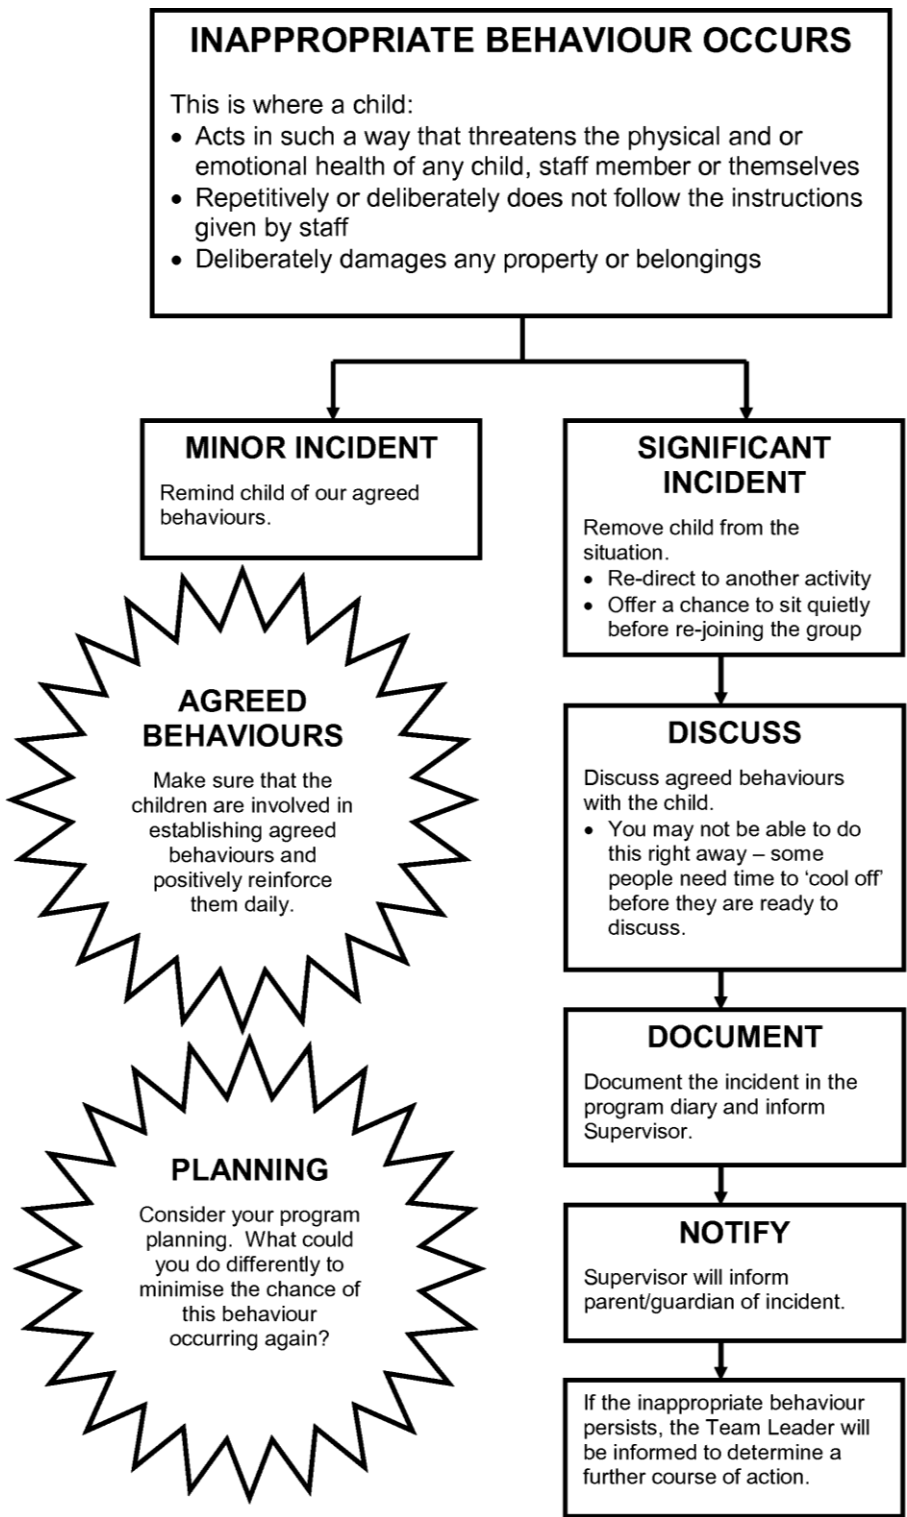 INAPPROPRIATE BEHAVIOUR OCCURS
This is where a child:
• Acts in such a way that threatens the physical and or
emotional health of any child, staff member or themselves
• Repetitively or deliberately does not follow the instructions
given by staff
• Deliberately damages any property or belongings
MINOR INCIDENT
Remind child of our agreed
behaviours.
SIGNIFICANT
INCIDENT
Remove child from the
situation.
• Re-direct to another activity
• Offer a chance to sit quietly
before re-joining the group
AGREED
BEHAVIOURS
Make sure that the
children are involved in
establishing agreed
behaviours and
positively reinforce
them daily.
DISCUSS
Discuss agreed behaviours
with the child.
• You may not be able to do
this right away – some
people need time to ‘cool off’
before they are ready to
discuss.
DOCUMENT
Document the incident in the
program diary and inform
Supervisor.
PLANNING
Consider your program
planning. What could
you do differently to
minimise the chance of
this behaviour
occurring again?
NOTIFY
Supervisor will inform
parent/guardian of incident.
If the inappropriate behaviour
persists, the Team Leader will
be informed to determine a
further course of action.